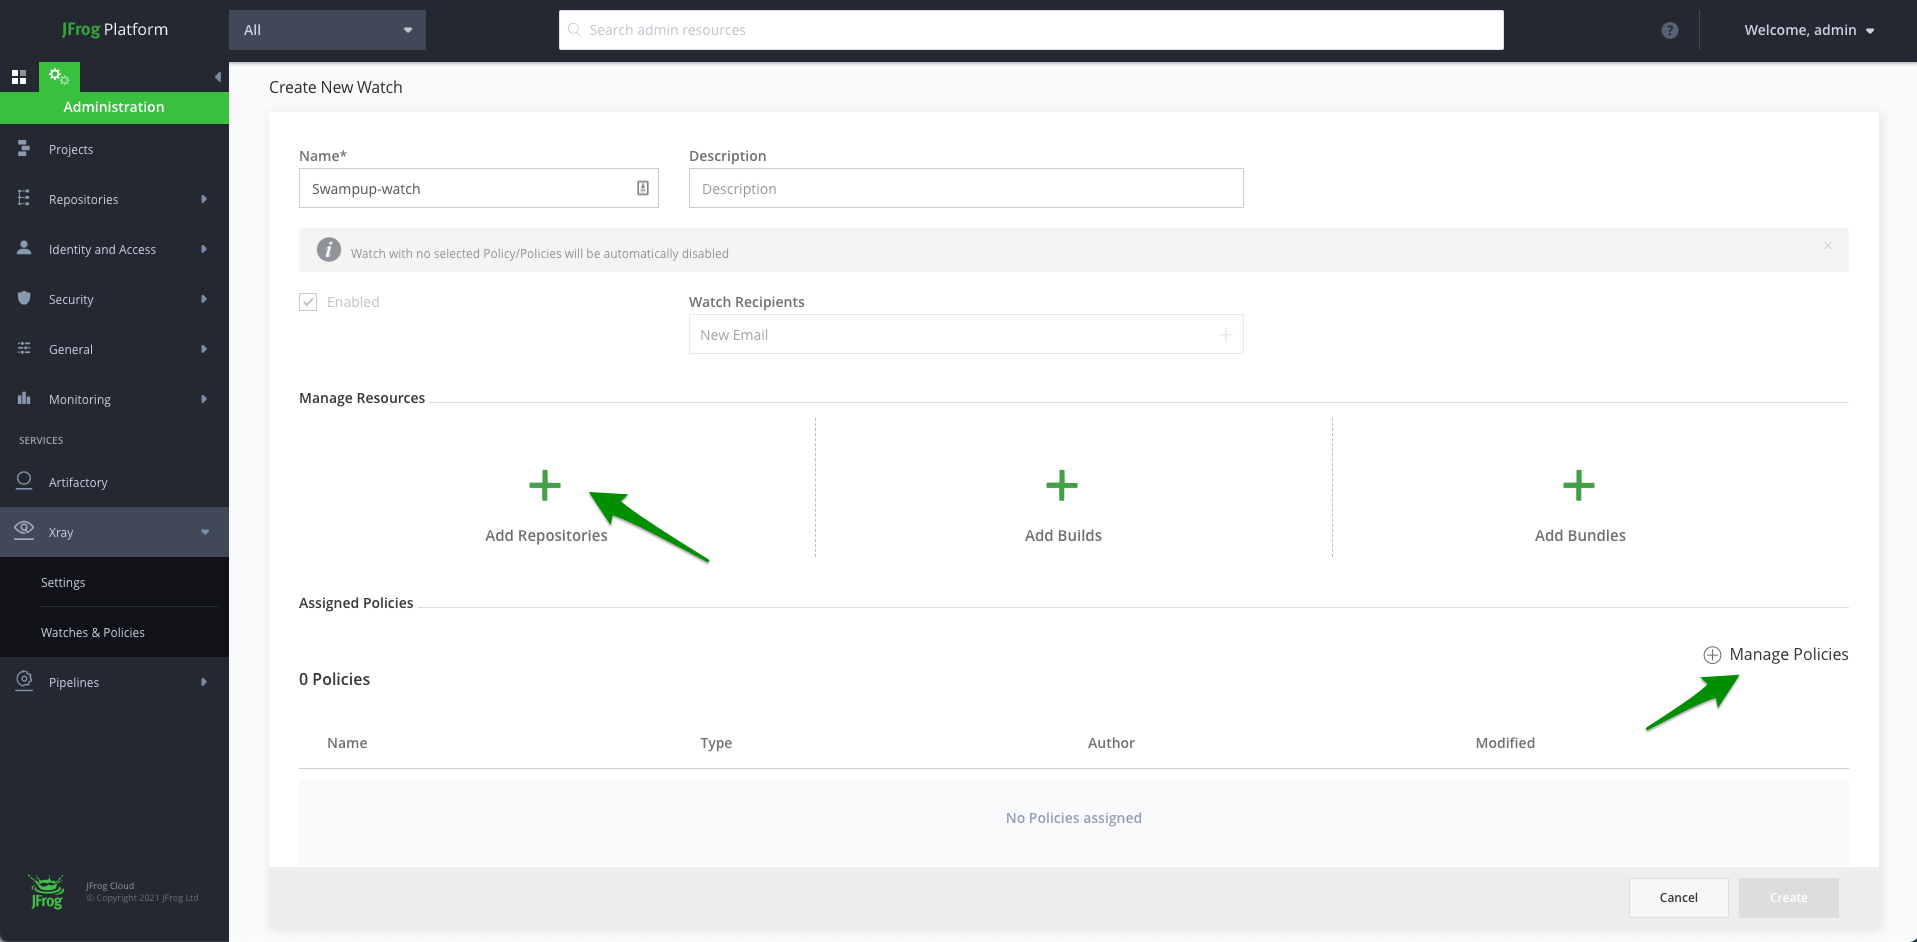 JFrog Platform
All
Search admin resources
?
Welcome, admin
Administration
Projects
Repositories
Identity and Access
Security
General
Monitoring
SERVICES
Artifactory
Xray
Settings
Watches & Policies
Pipelines
JFrog
JFrog Cloud
© Copyright 2021 JFrog Ltd
Create New Watch
Name*
Description
Swampup-watch
Description
i
Watch with no selected Policy/Policies will be automatically disabled
×
Enabled
Watch Recipients
New Email
Manage Resources
Add Repositories
Add Builds
Add Bundles
Assigned Policies
Manage Policies
0 Policies
Name
Type
Author
Modified
No Policies assigned
Cancel
Create